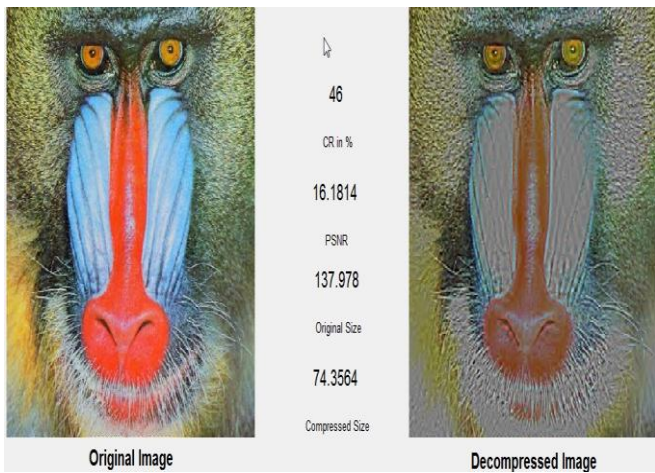 46
CR in %
16.1814
PSNR
137.978
Original Size
74.3564
Compressed Size
Original Image
Decompressed Image